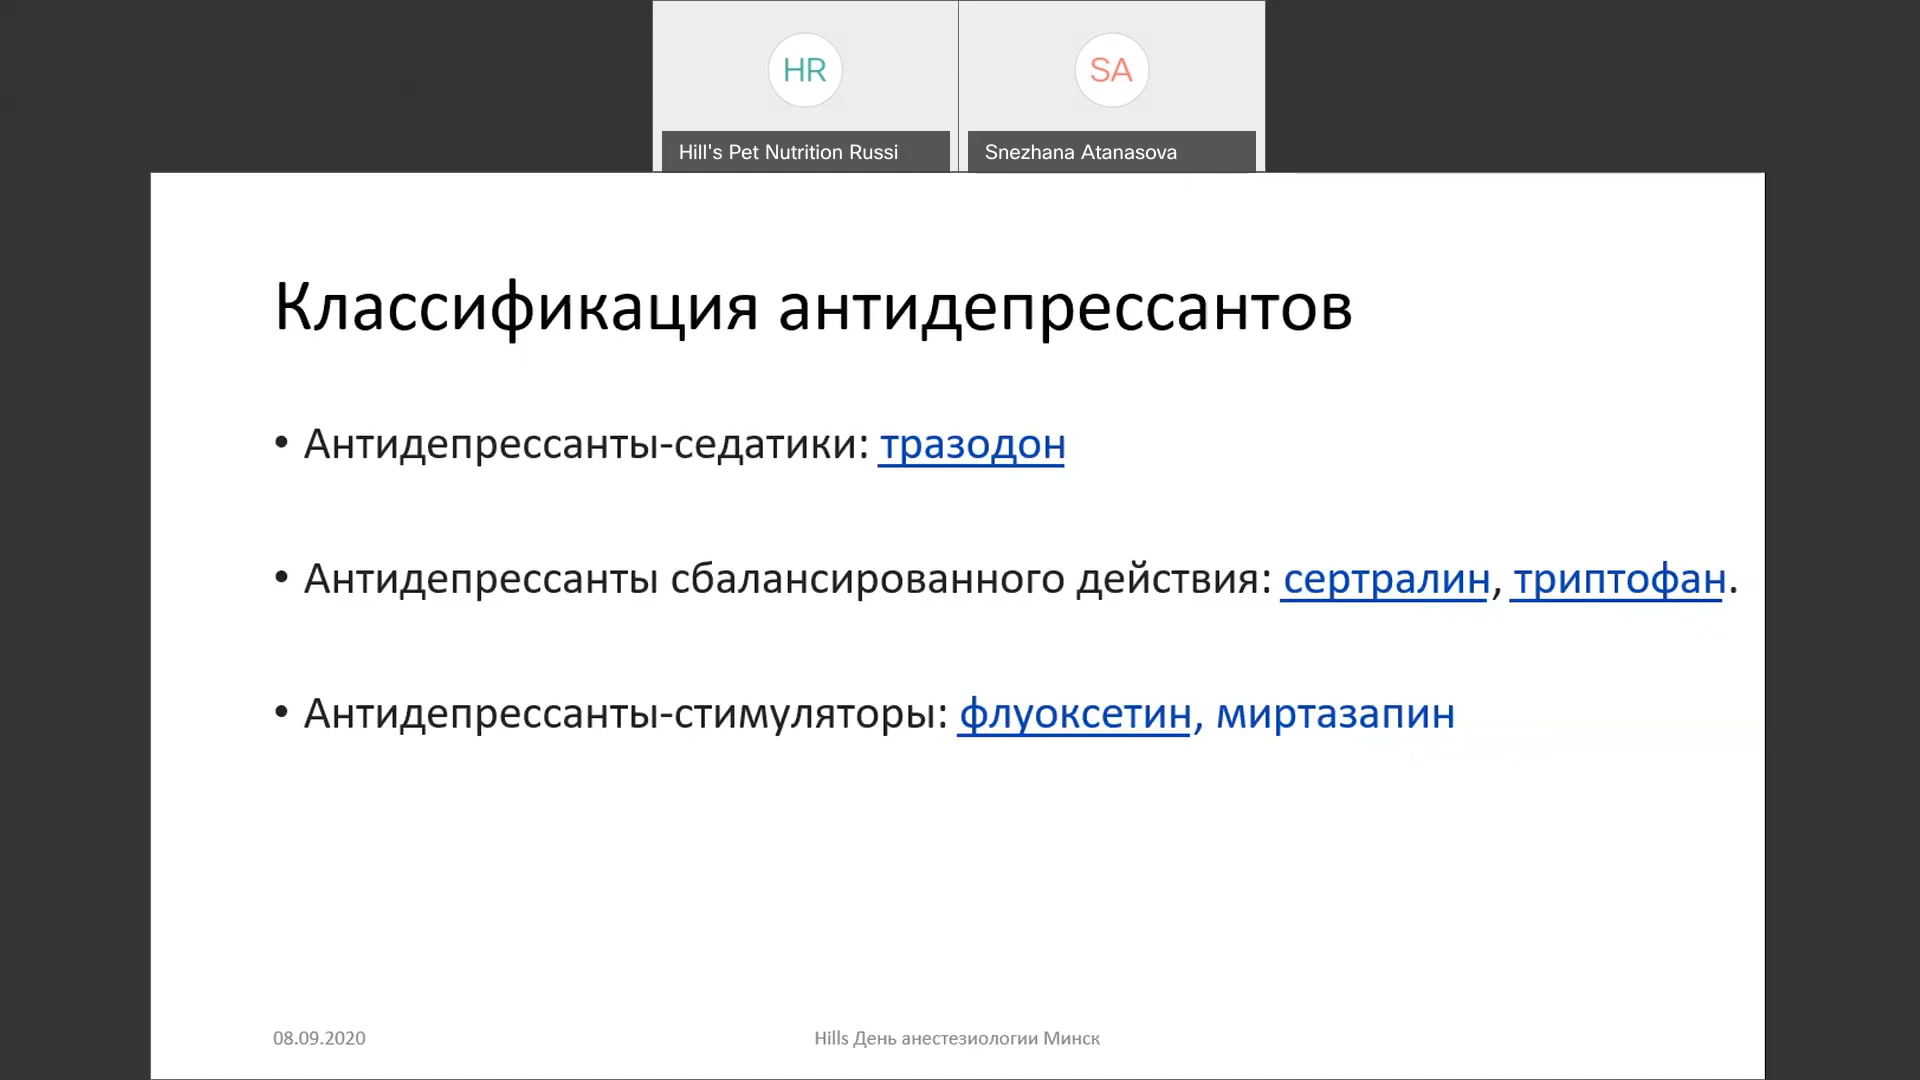 HR
SA
Hill's Pet Nutrition Russi
Snezhana Atanasova
Классификация антидепрессантов
• Антидепрессанты-седатики: тразодон
• Антидепрессанты сбалансированного действия: сертралин, триптофан.
• Антидепрессанты-стимуляторы: флуоксетин, миртазапин
08.09.2020
Hills День анестезиологии Минск